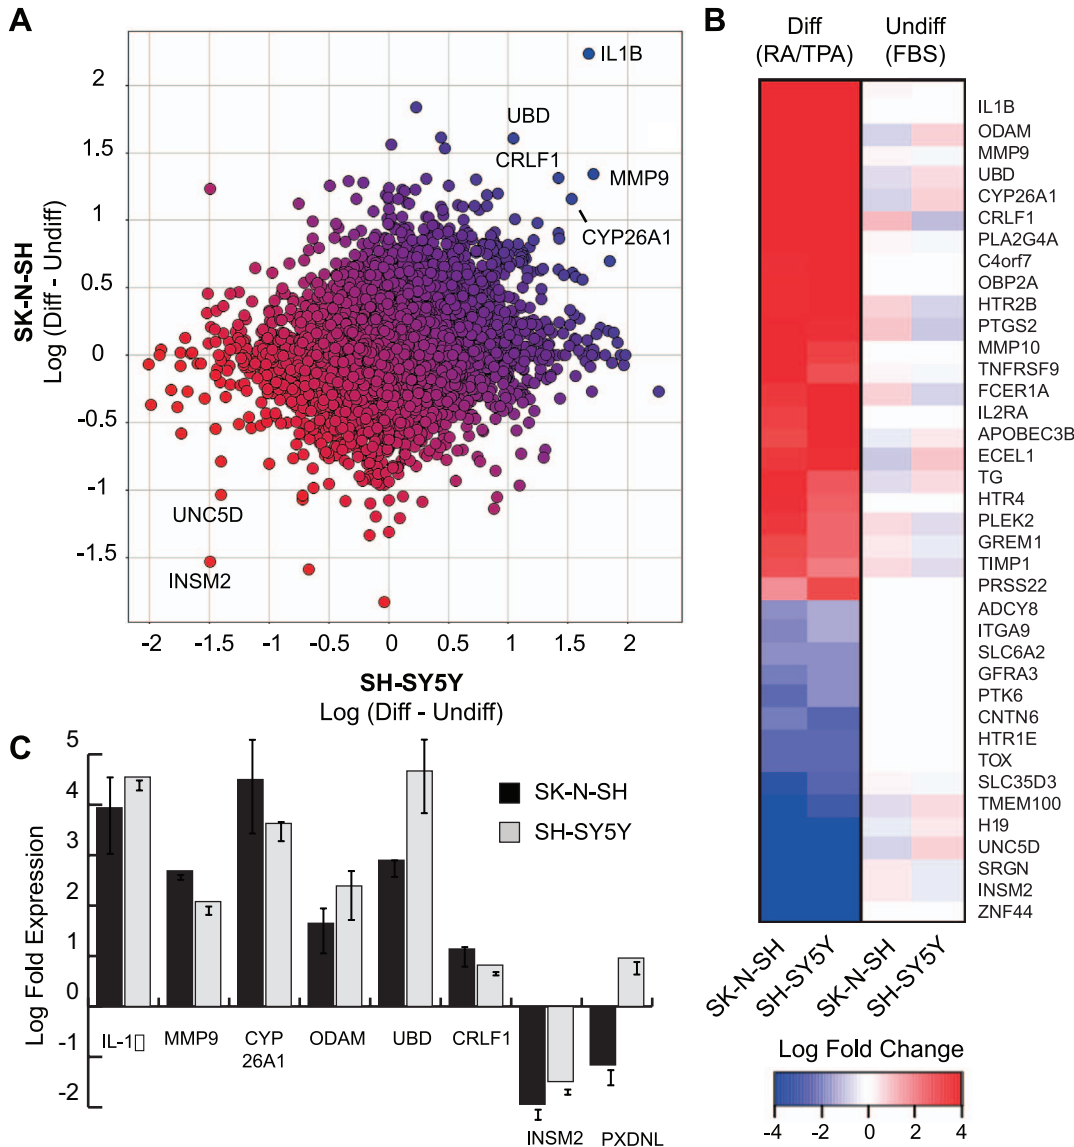 A
SK-N-SH
Log (Diff - Undiff)
2
1.5
1
0.5
0
-0.5
-1
-1.5
IL1B
UBD
CRLF1
MMP9
CYP26A1
UNC5D
INSM2
-2
-1.5
-1
-0.5
0
0.5
1
1.5
2
SH-SY5Y
Log (Diff - Undiff)
B
Diff
(RA/TPA)
Undiff
(FBS)
IL1B
ODAM
MMP9
UBD
CYP26A1
CRLF1
PLA2G4A
C4orf7
OBP2A
HTR2B
PTGS2
MMP10
TNFRSF9
FCER1A
IL2RA
APOBEC3B
ECEL1
TG
HTR4
PLEK2
GREM1
TIMP1
PRSS22
ADCY8
ITGA9
SLC6A2
GFRA3
PTK6
CNTN6
HTR1E
TOX
SLC35D3
TMEM100
H19
UNC5D
SRGN
INSM2
ZNF44
SK-N-SH
SH-SY5Y
SK-N-SH
SH-SY5Y
Log Fold Change
-4
-2
0
2
4
C
Log Fold Expression
5
4
3
2
1
0
-1
-2
SK-N-SH
SH-SY5Y
IL-1▯
MMP9
CYP
26A1
ODAM
UBD
CRLF1
INSM2
PXDNL